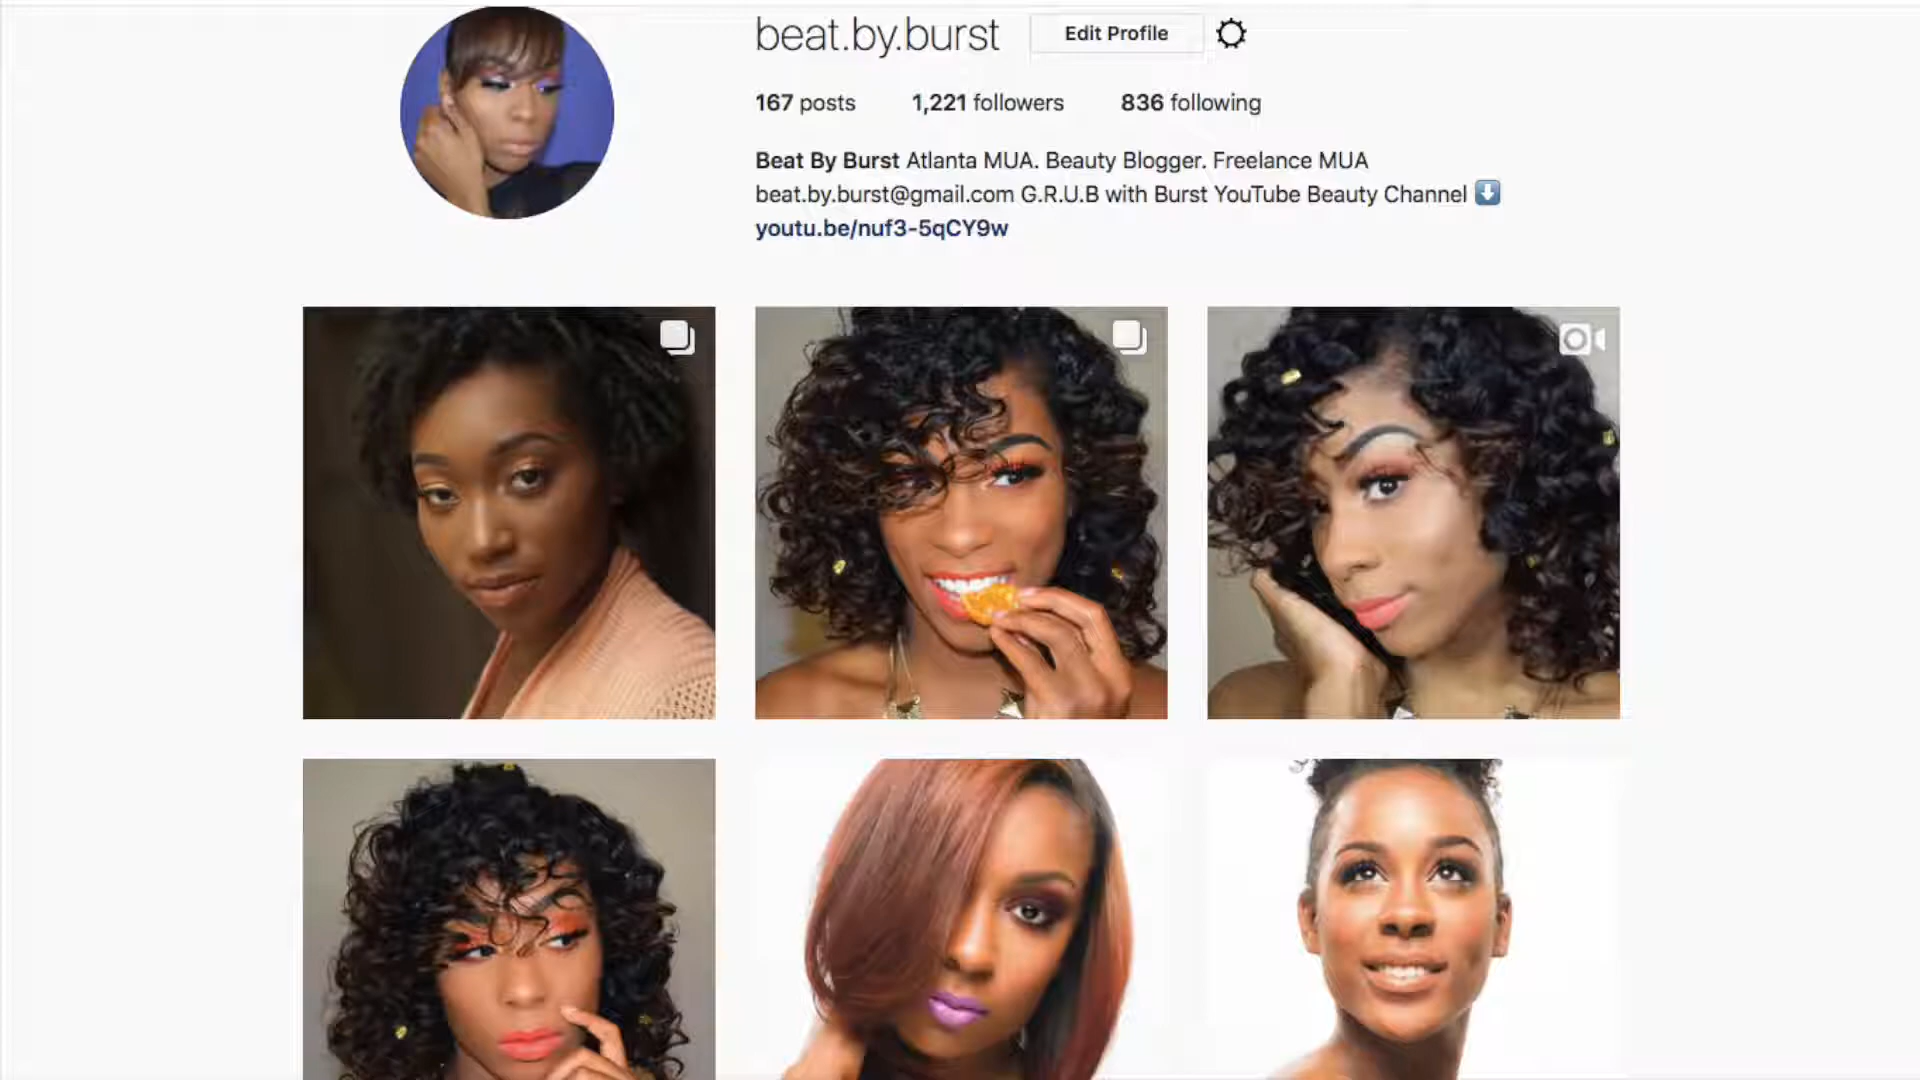 beat.by.burst Edit Profile
167 posts 1,221 followers 836 following
Beat By Burst Atlanta MUA. Beauty Blogger. Freelance MUA
beat.by.burst@gmail.com G.R.U.B with Burst YouTube Beauty Channel ⬇️
youtu.be/nuf3-5qCY9w